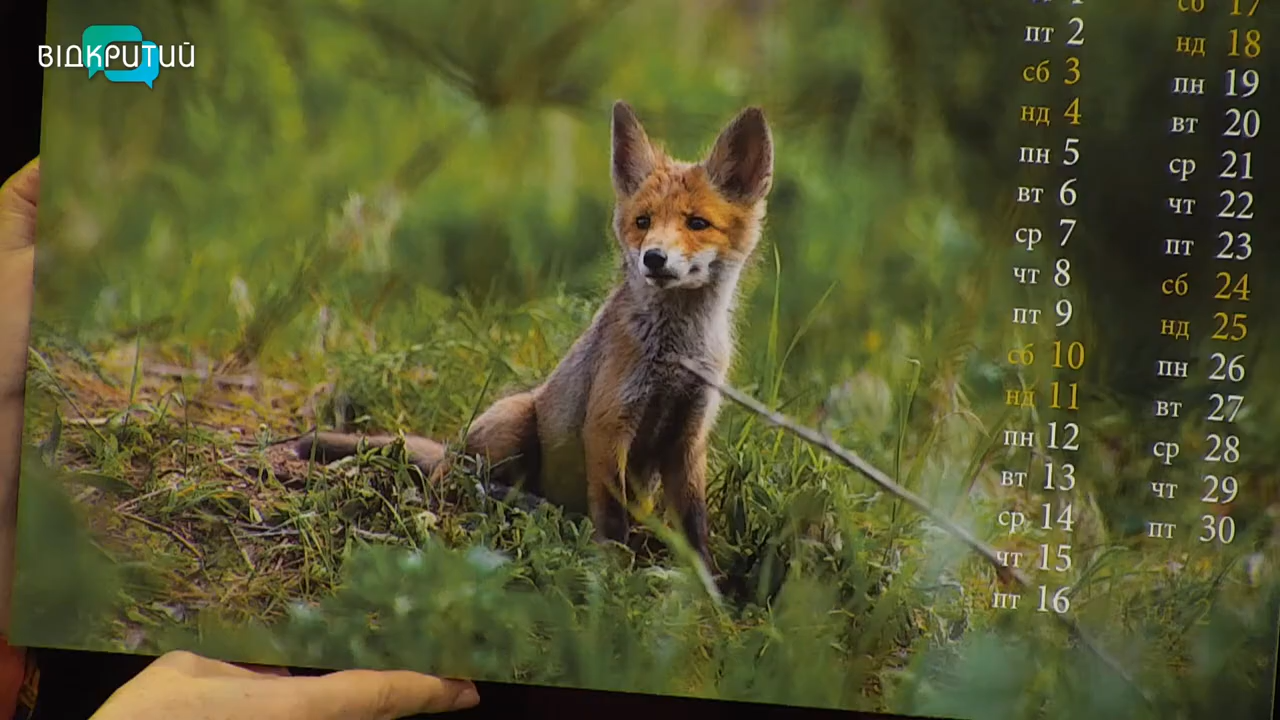 ВІДКРИТИЙ
пт 2
сб 3
нд 4
пн 5
вт 6
ср 7
чт 8
пт 9
сб 10
нд 11
пн 12
вт 13
ср 14
чт 15
пт 16
сб 17
нд 18
пн 19
вт 20
ср 21
чт 22
пт 23
сб 24
нд 25
пн 26
вт 27
ср 28
чт 29
пт 30